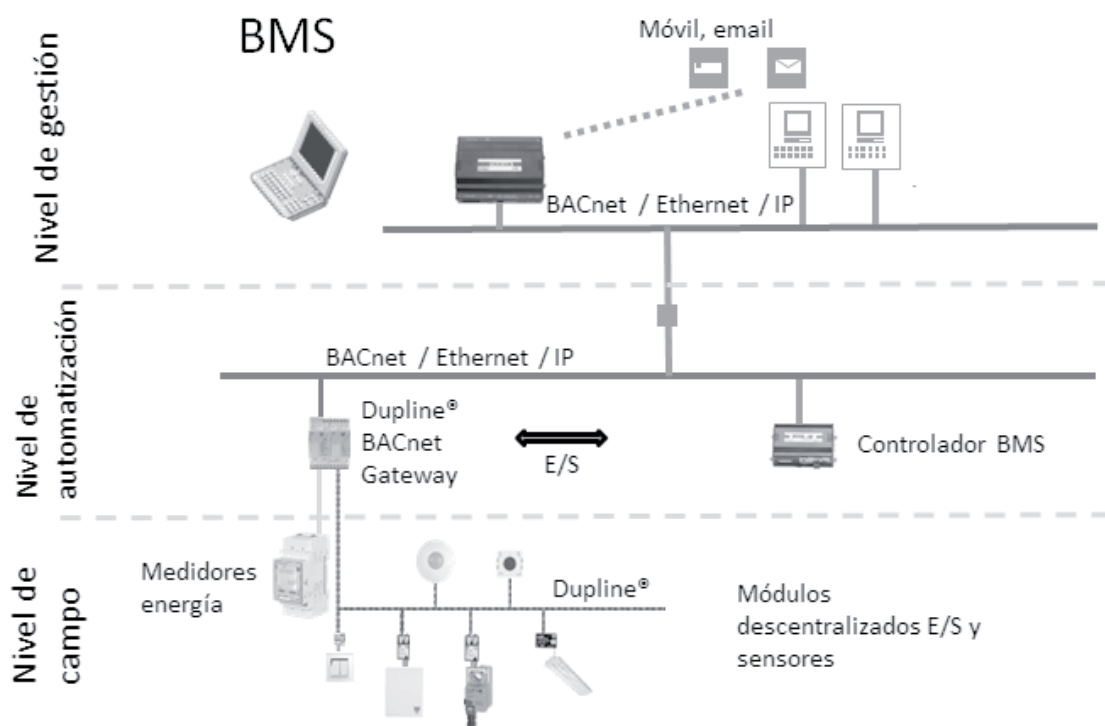 BMS
Móvil, email
Nivel de gestión
BACnet / Ethernet / IP
Nivel de
automatización
BACnet / Ethernet / IP
Dupline®
BACnet
Gateway
E/S
Controlador BMS
Nivel de
campo
Medidores
energía
Dupline®
Módulos
descentralizados E/S y
sensores